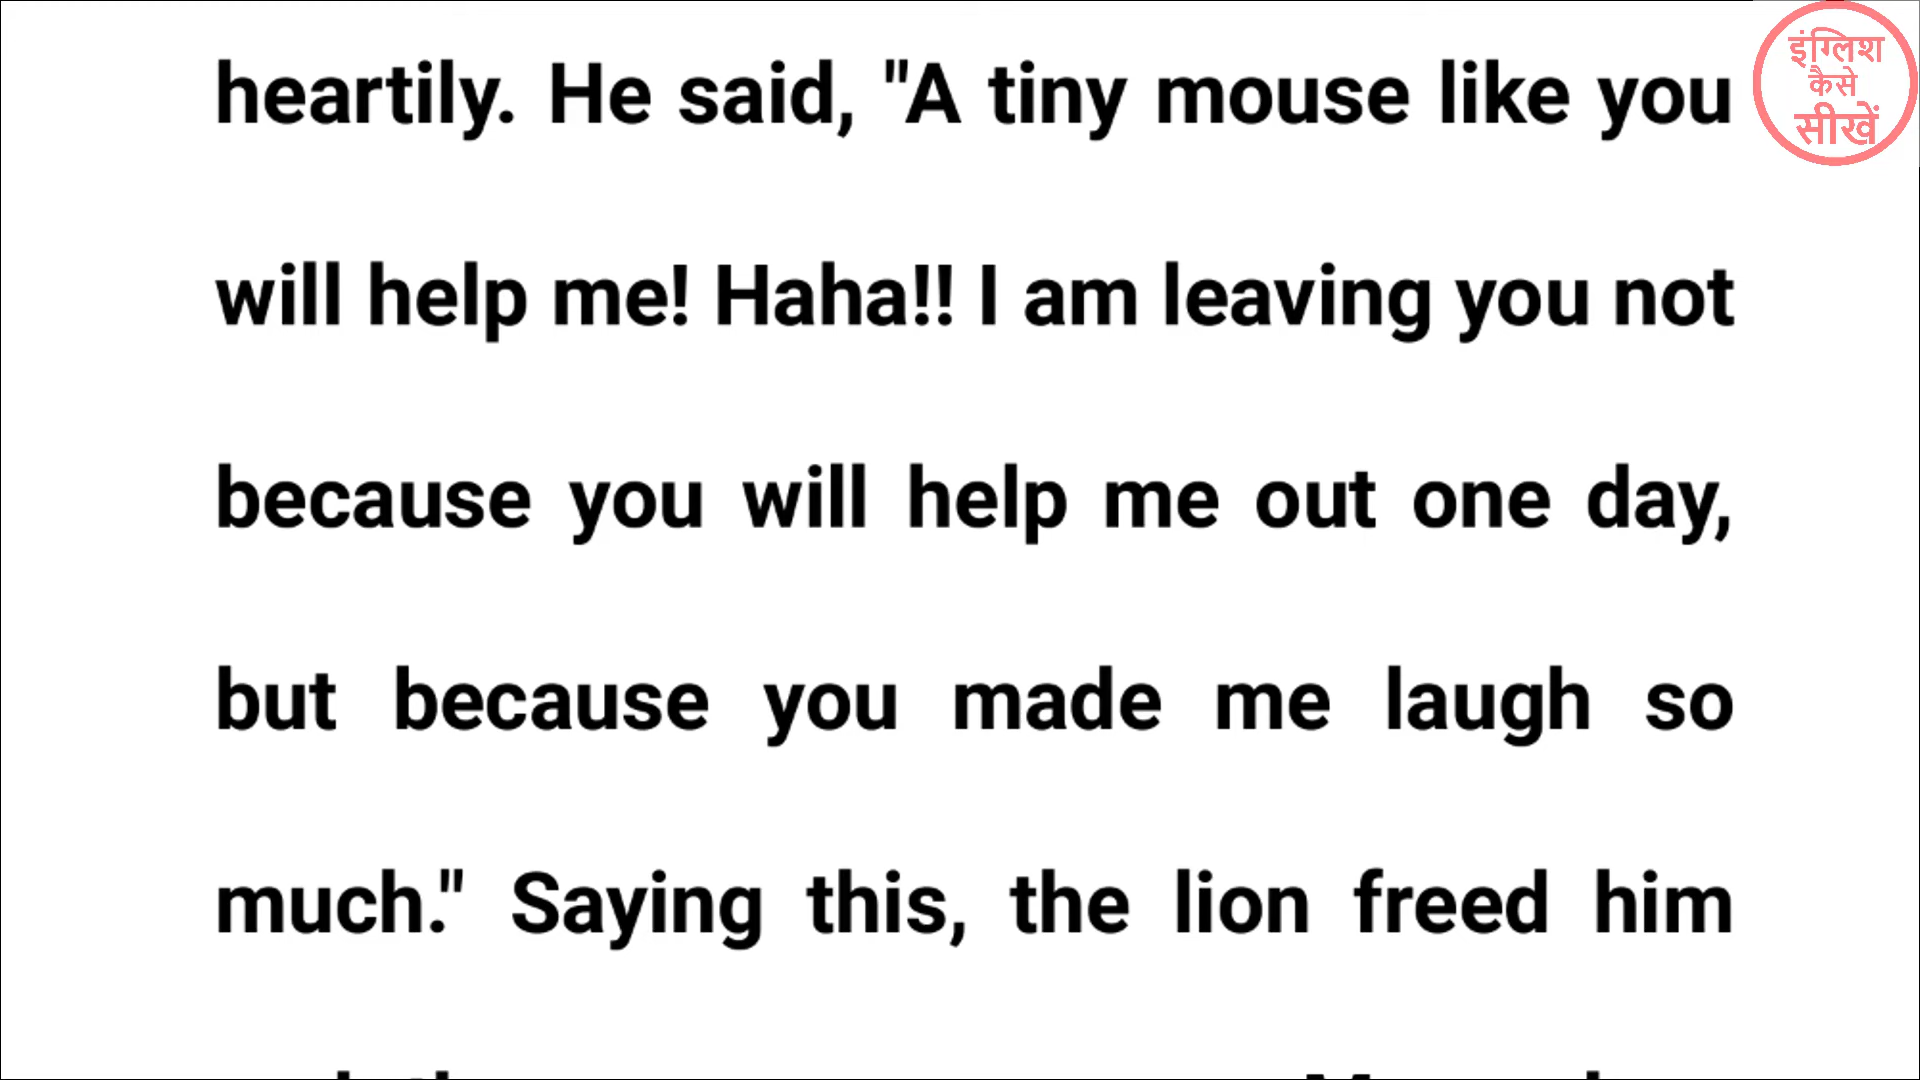 heartily. He said, "A tiny mouse like you
will help me! Haha!! I am leaving you not
because you will help me out one day,
but because you made me laugh so
much." Saying this, the lion freed him
इंग्लिश
कैसे
सीखें